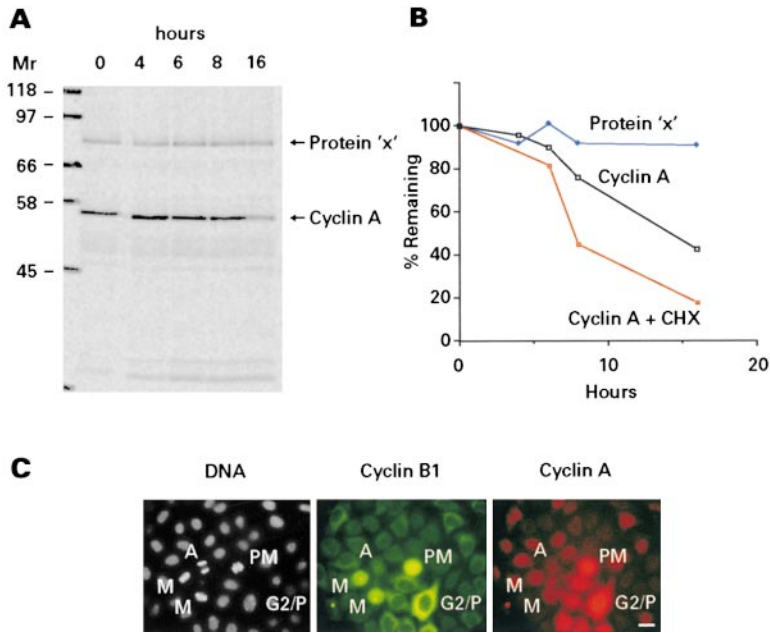 A
hours
Mr 0 4 6 8 16
118
97
66
58
45
Protein 'x'
Cyclin A
B
% Remaining
100
80
60
40
20
0
Protein 'x'
Cyclin A
Cyclin A + CHX
0 10 20
Hours
C
DNA Cyclin B1 Cyclin A
A PM M M G2/P
A PM M M G2/P
A PM M M G2/P